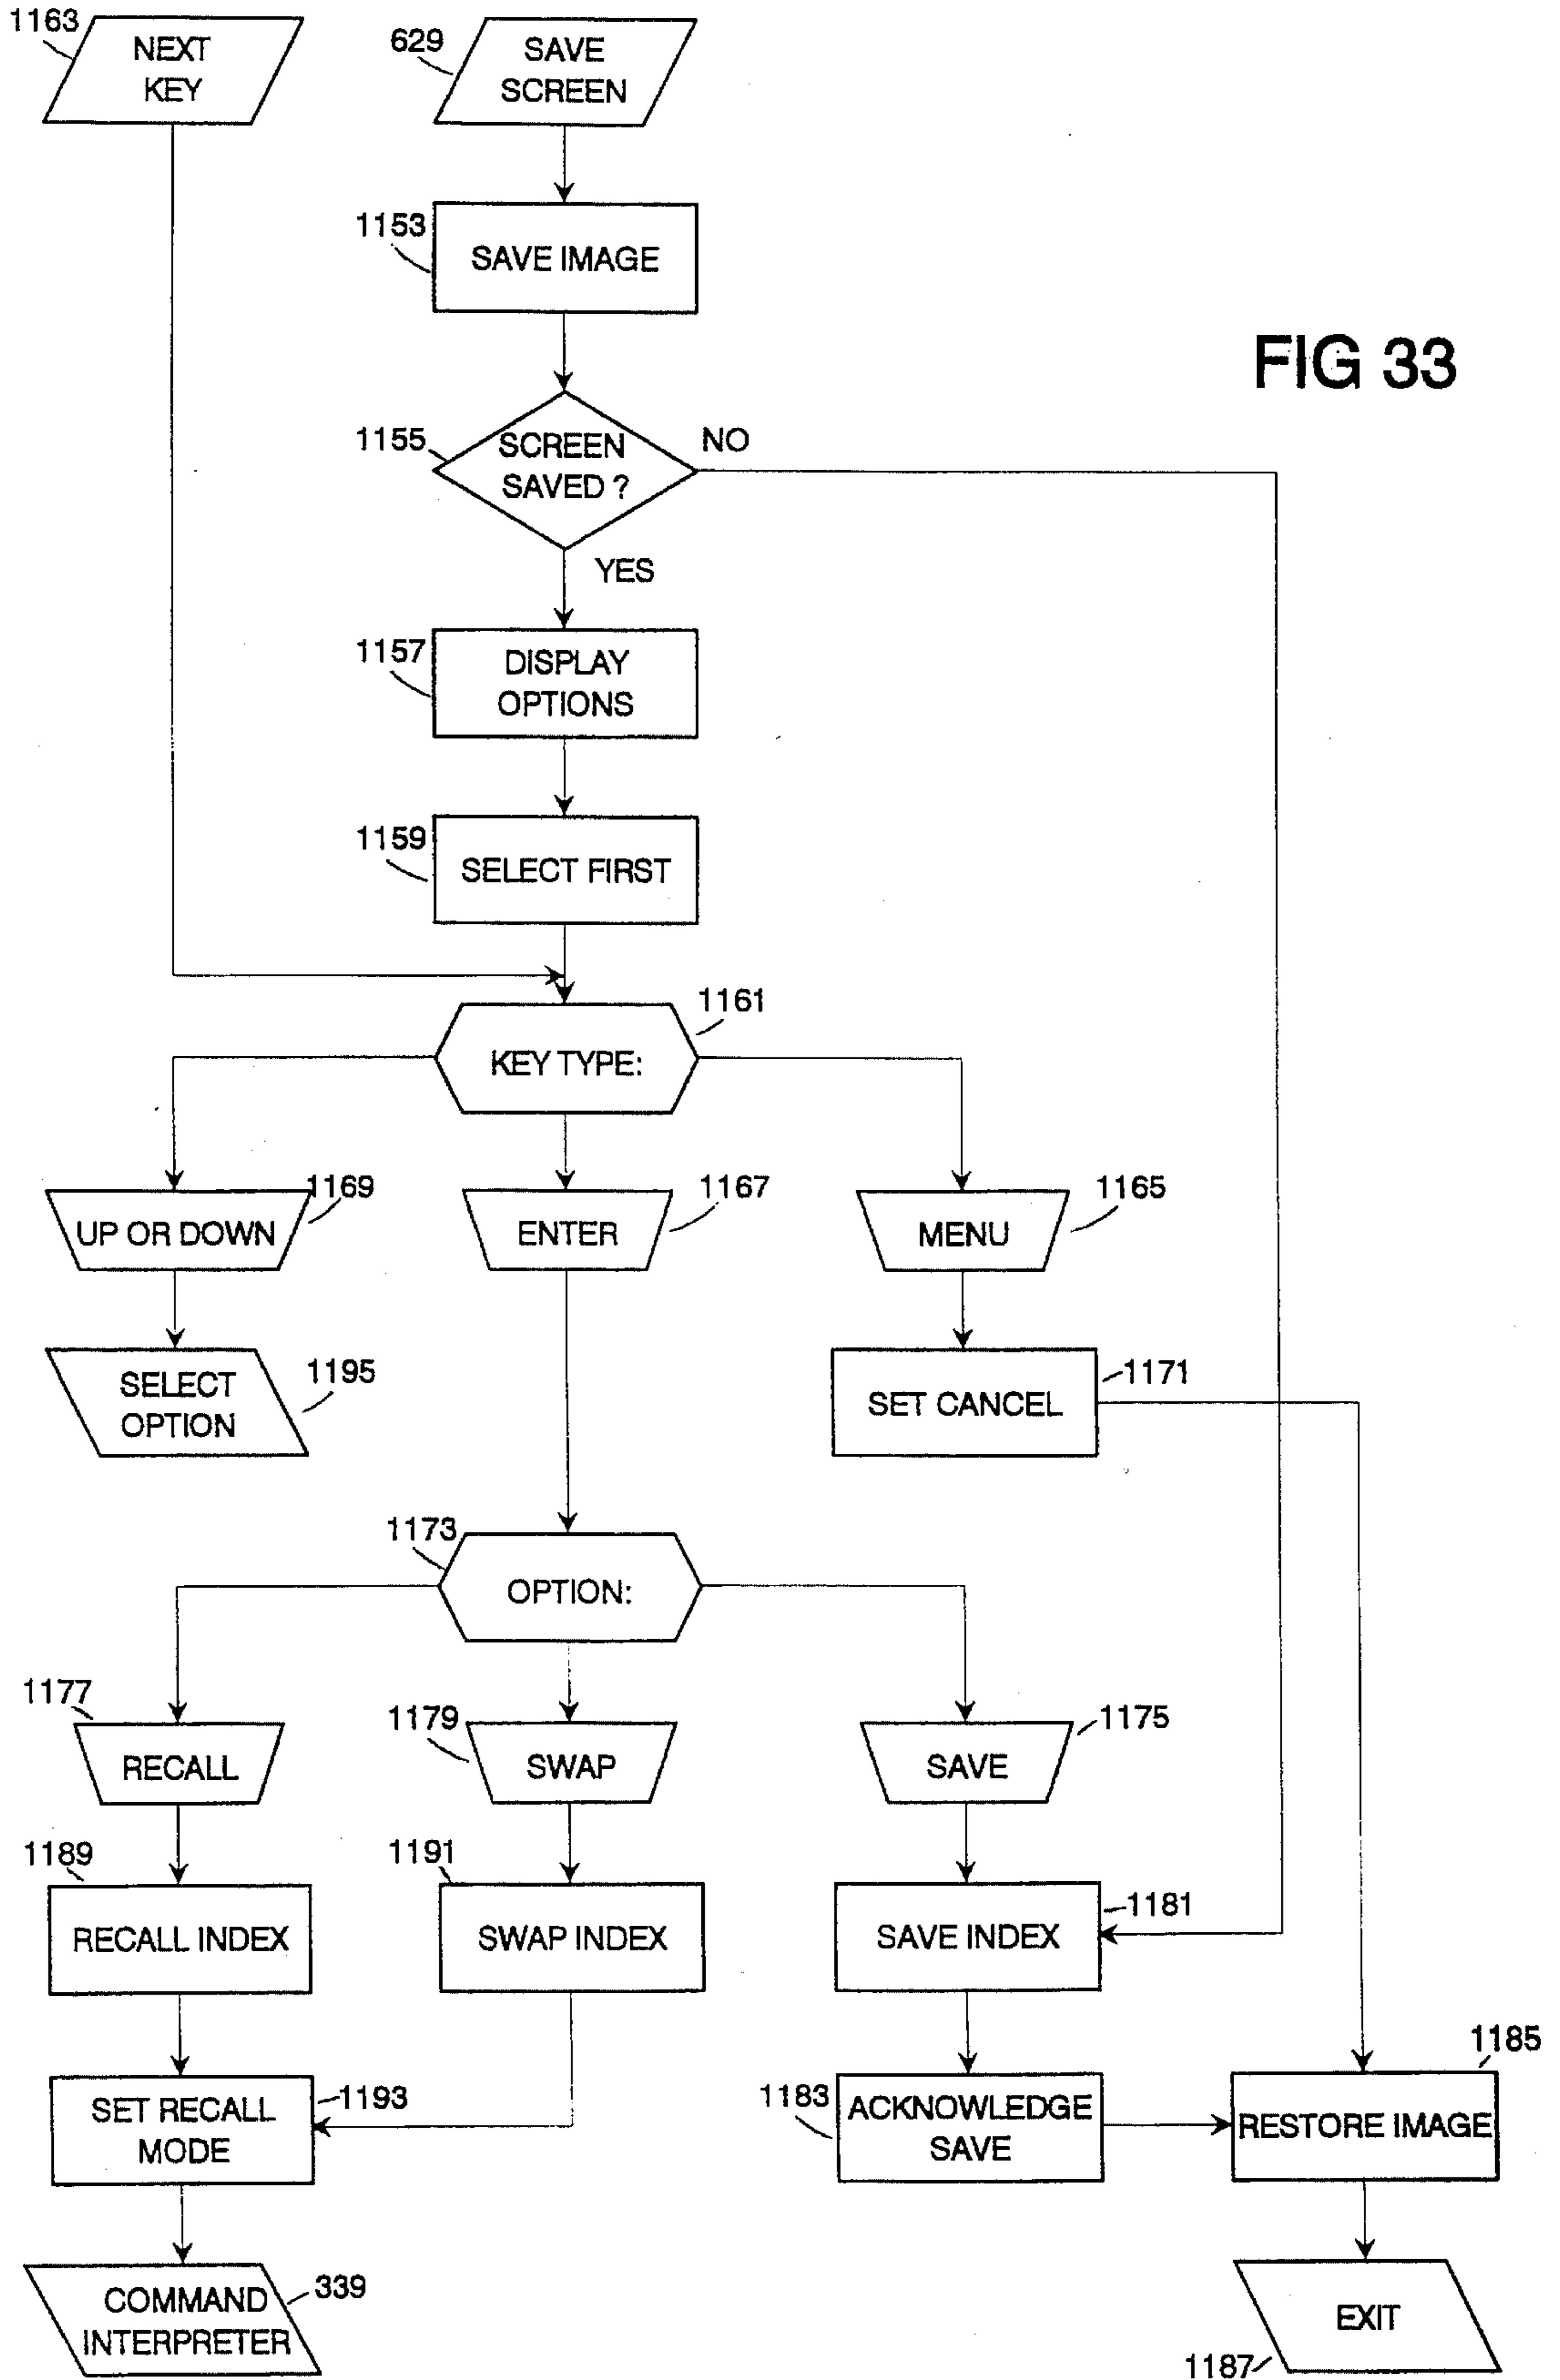 1163
NEXT
KEY
629
SAVE
SCREEN
1153
SAVE IMAGE
FIG 33
1155
SCREEN
SAVED ?
NO
YES
1157
DISPLAY
OPTIONS
1159
SELECT FIRST
1161
KEY TYPE:
1169
UP OR DOWN
1167
ENTER
1165
MENU
1195
SELECT
OPTION
1171
SET CANCEL
1173
OPTION:
1177
RECALL
1179
SWAP
1175
SAVE
1189
RECALL INDEX
1191
SWAP INDEX
1181
SAVE INDEX
1193
SET RECALL
MODE
1183
ACKNOWLEDGE
SAVE
1185
RESTORE IMAGE
339
COMMAND
INTERPRETER
EXIT
1187